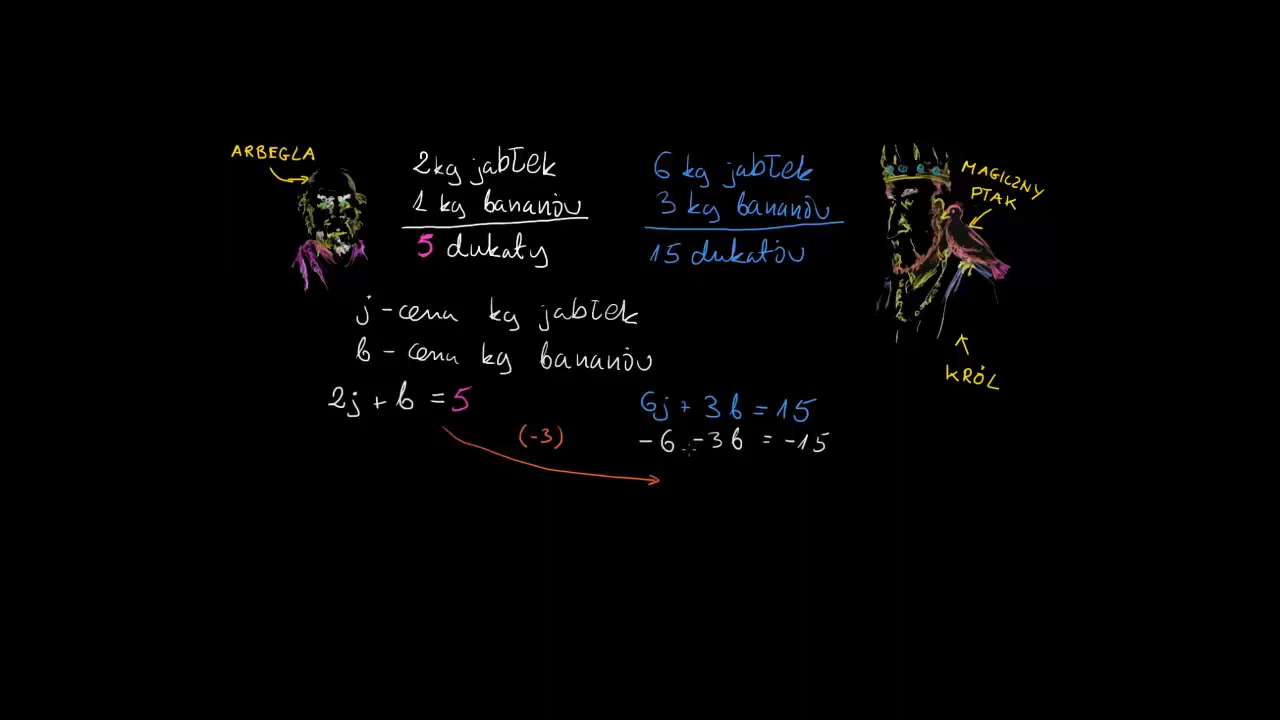 ARBEGLA
2kg jabłek
1 kg bananów
5 dukaty
6 kg jabłek
3 kg bananów
15 dukatów
MAGICZNY
PTAK
KRÓL
j - cena kg jabłek
b - cena kg bananów
2j + b = 5
(-3)
6j + 3b = 15
-6 -3b = -15